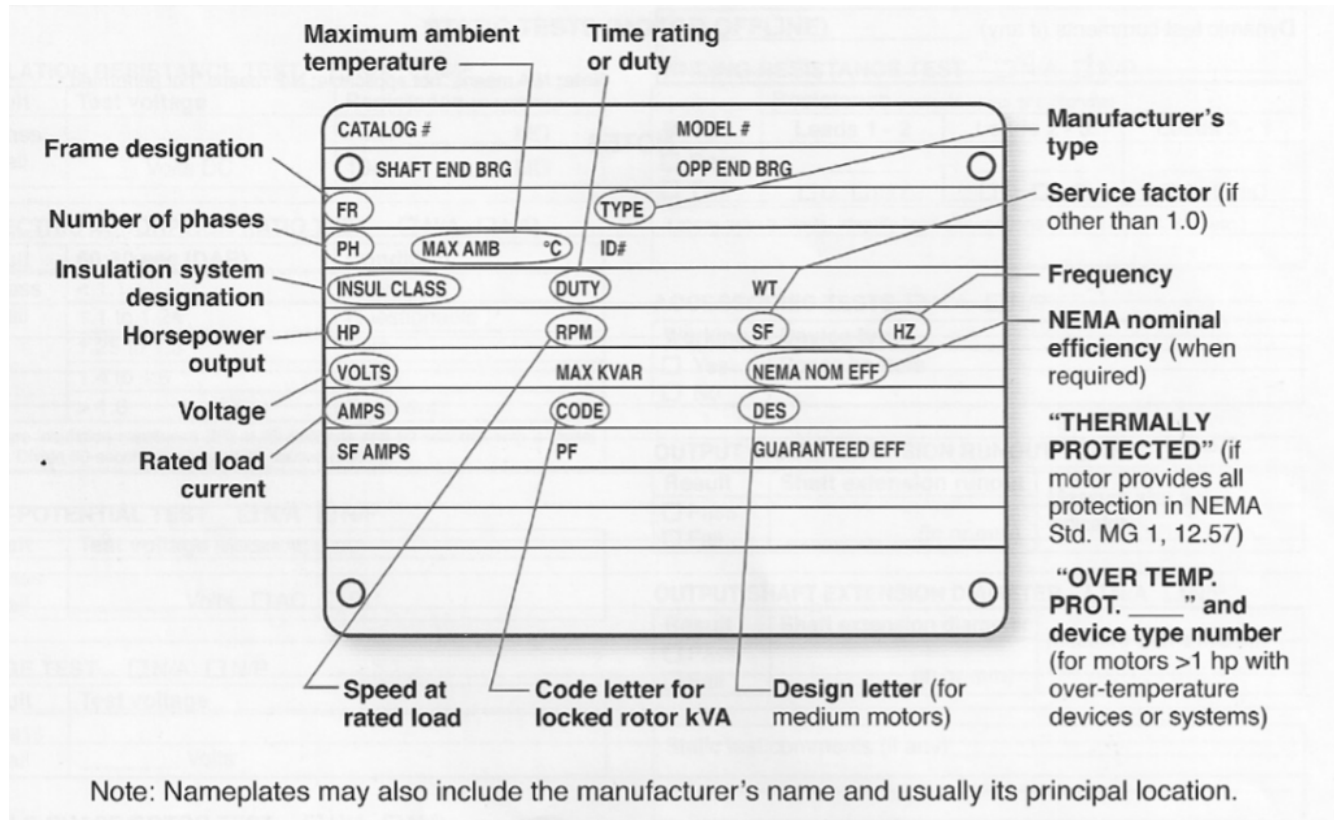 Maximum ambient
temperature
Time rating
or duty
Manufacturer's
type
Frame designation
Number of phases
Insulation system
designation
Horsepower
output
Voltage
Rated load
current
CATALOG # MODEL #
SHAFT END BRG OPP END BRG
FR TYPE
PH MAX AMB °C ID#
INSUL CLASS DUTY WT
HP RPM SF HZ
VOLTS MAX KVAR NEMA NOM EFF
AMPS CODE DES
SF AMPS PF GUARANTEED EFF
Service factor (if
other than 1.0)
Frequency
NEMA nominal
efficiency (when
required)
"THERMALLY
PROTECTED" (if
motor provides all
protection in NEMA
Std. MG 1, 12.57)
"OVER TEMP.
PROT. ____" and
device type number
(for motors >1 hp with
over-temperature
devices or systems)
Speed at
rated load
Code letter for
locked rotor kVA
Design letter (for
medium motors)
Note: Nameplates may also include the manufacturer's name and usually its principal location.